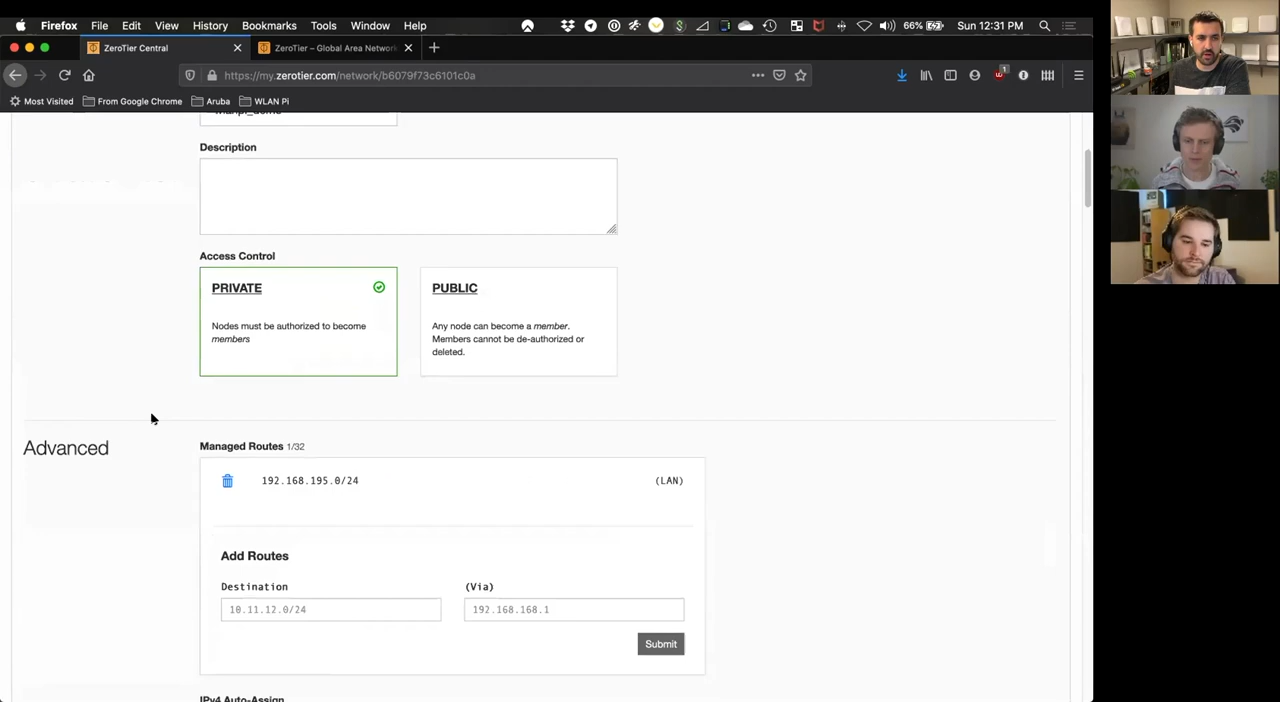 Firefox File Edit View History Bookmarks Tools Window Help 66% Sun 12:31 PM
ZeroTier Central ZeroTier – Global Area Network
https://my.zerotier.com/network/b6079f73c6101c0a 1
Most Visited From Google Chrome Aruba WLAN Pi
Description
Access Control
PRIVATE
Nodes must be authorized to become
members
PUBLIC
Any node can become a member.
Members cannot be de-authorized or
deleted.
Advanced
Managed Routes 1/32
192.168.195.0/24 (LAN)
Add Routes
Destination (Via)
10.11.12.0/24 192.168.168.1
Submit
IPv4 Auto-Assign